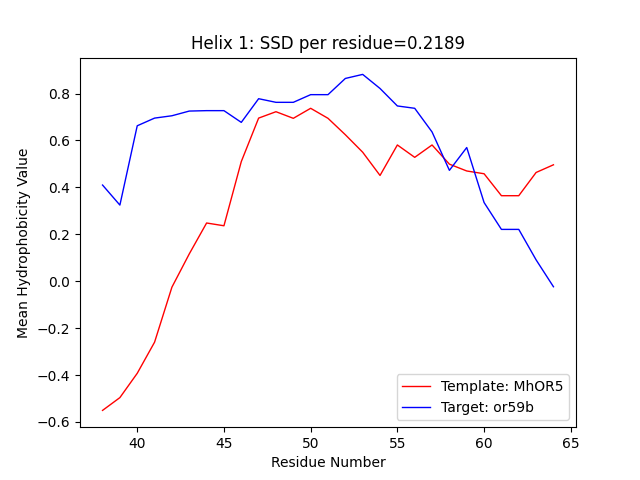 Helix 1: SSD per residue=0.2189
Mean Hydrophobicity Value
0.8
0.6
0.4
0.2
0.0
−0.2
−0.4
−0.6
40 45 50 55 60 65
Residue Number
Template: MhOR5
Target: or59b